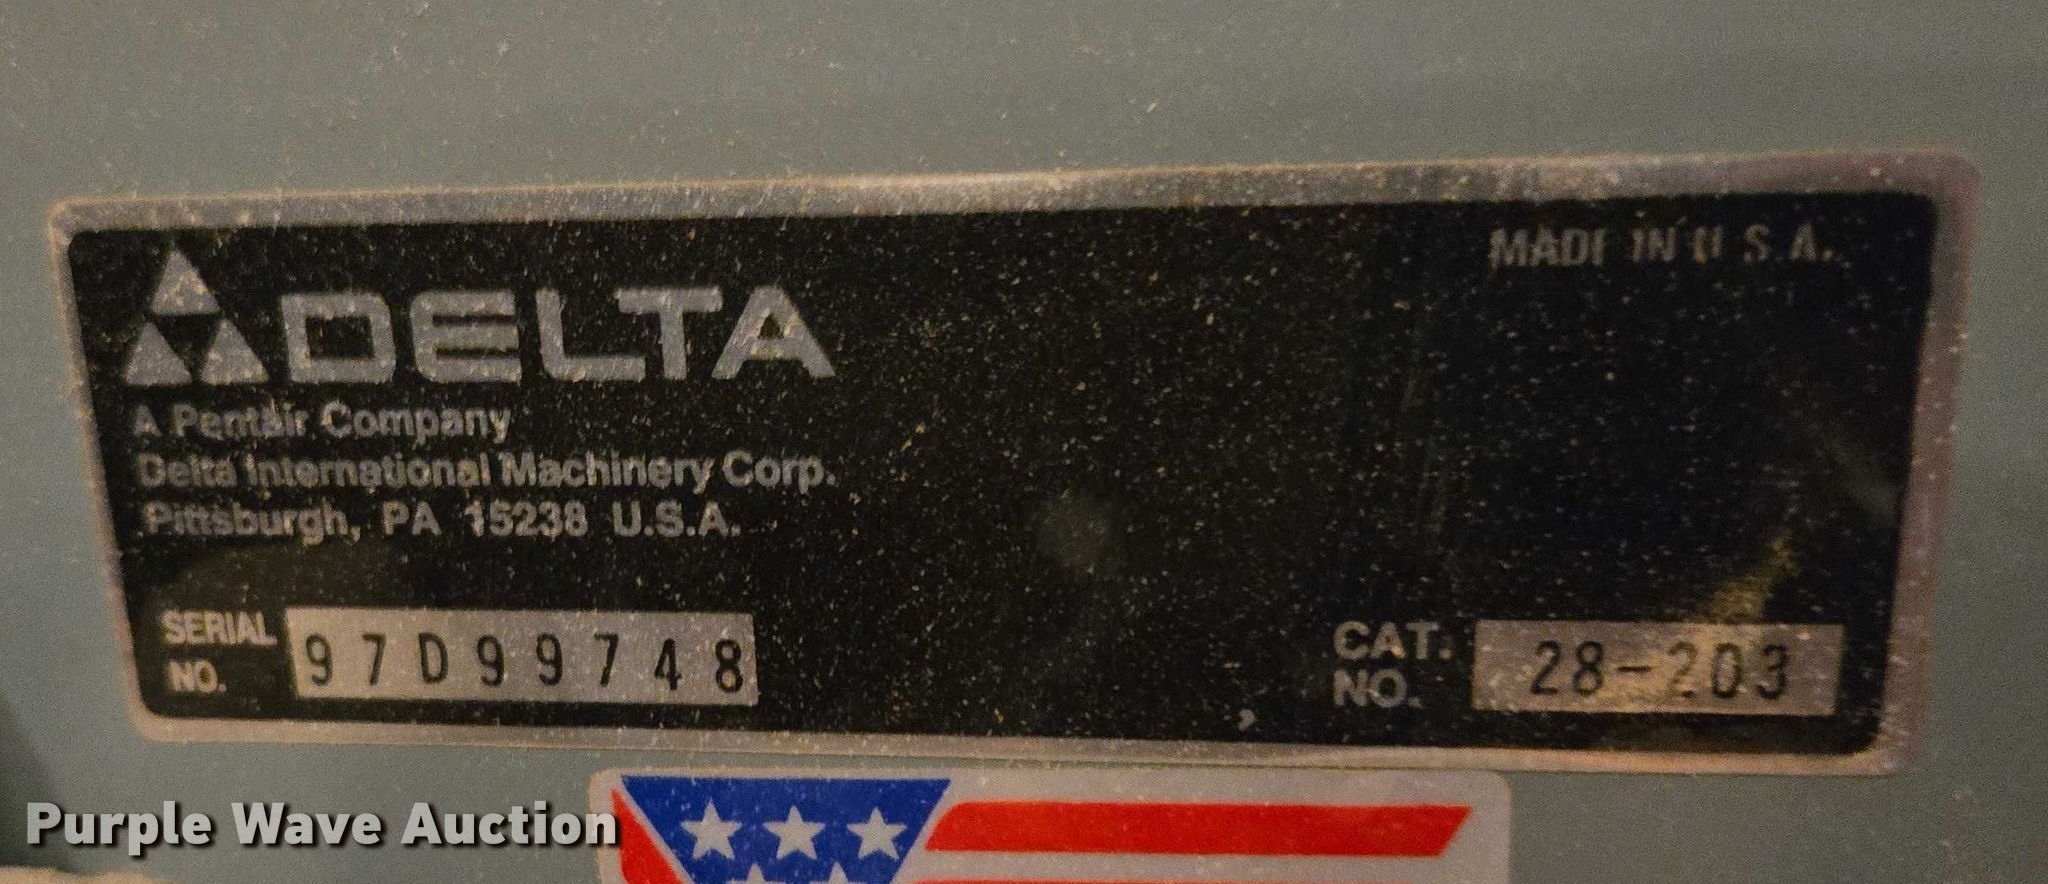 MADE IN U.S.A.
DELTA
A Pentair Company
Delta International Machinery Corp.
Pittsburgh, PA 15238 U.S.A.
SERIAL NO. 97D99748
CAT. NO. 28-203
Purple Wave Auction